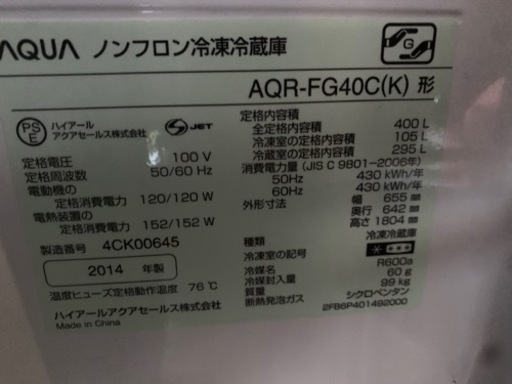 AQUA ノンフロン冷凍冷蔵庫
G
AQR-FG40C(K) 形
PS E ハイアール アクアセールス株式会社 S JET
定格電圧 100 V
定格周波数 50/60 Hz
電動機の
定格消費電力 120/120 W
電熱装置の
定格消費電力 152/152 W
製造番号 4CK00645
2014 年製
温度ヒューズ定格動作温度 76℃
ハイアールアクアセールス株式会社
Made in China
定格内容積
全定格内容積 400 L
冷凍室の定格内容積 105 L
冷蔵室の定格内容積 295 L
消費電力量 (JIS C 9801-2006年)
50Hz 430 kWh/年
60Hz 430 kWh/年
外形寸法 幅 655 mm
奥行 642 mm
高さ 1804 mm
種類 冷凍冷蔵庫
冷凍室の記号
冷媒名 R600a
冷媒封入量 60 g
質量 99 kg
断熱発泡ガス シクロペンタン
2FB6P401492000